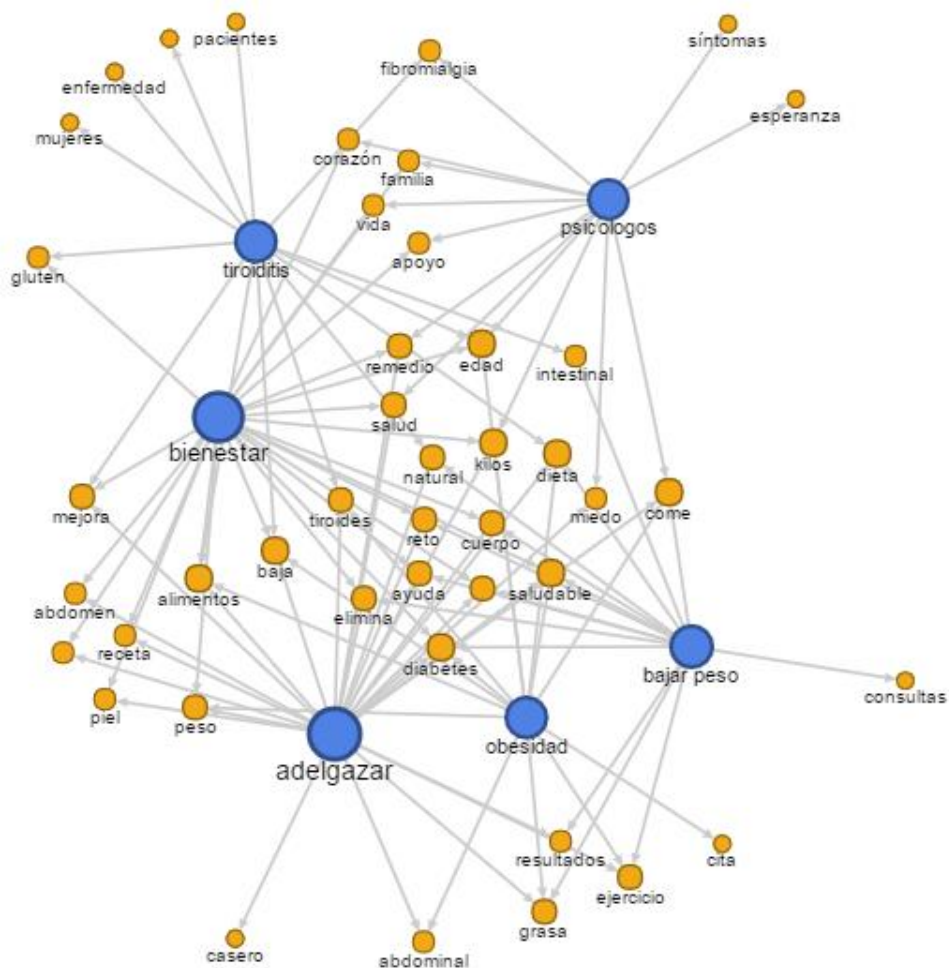 pacientes
síntomas
fibromialgia
enfermedad
esperanza
mujeres
corazón
familia
vida
psicologos
apoyo
tiroiditis
gluten
remedio
edad
intestinal
salud
bienestar
kilos
natural
dieta
mejora
tiroides
miedo
come
reto
cuerpo
baja
alimentos
ayuda
saludable
abdomen
elimina
receta
diabetes
bajar peso
consultas
piel
peso
obesidad
adelgazar
resultados
cita
ejercicio
grasa
casero
abdominal